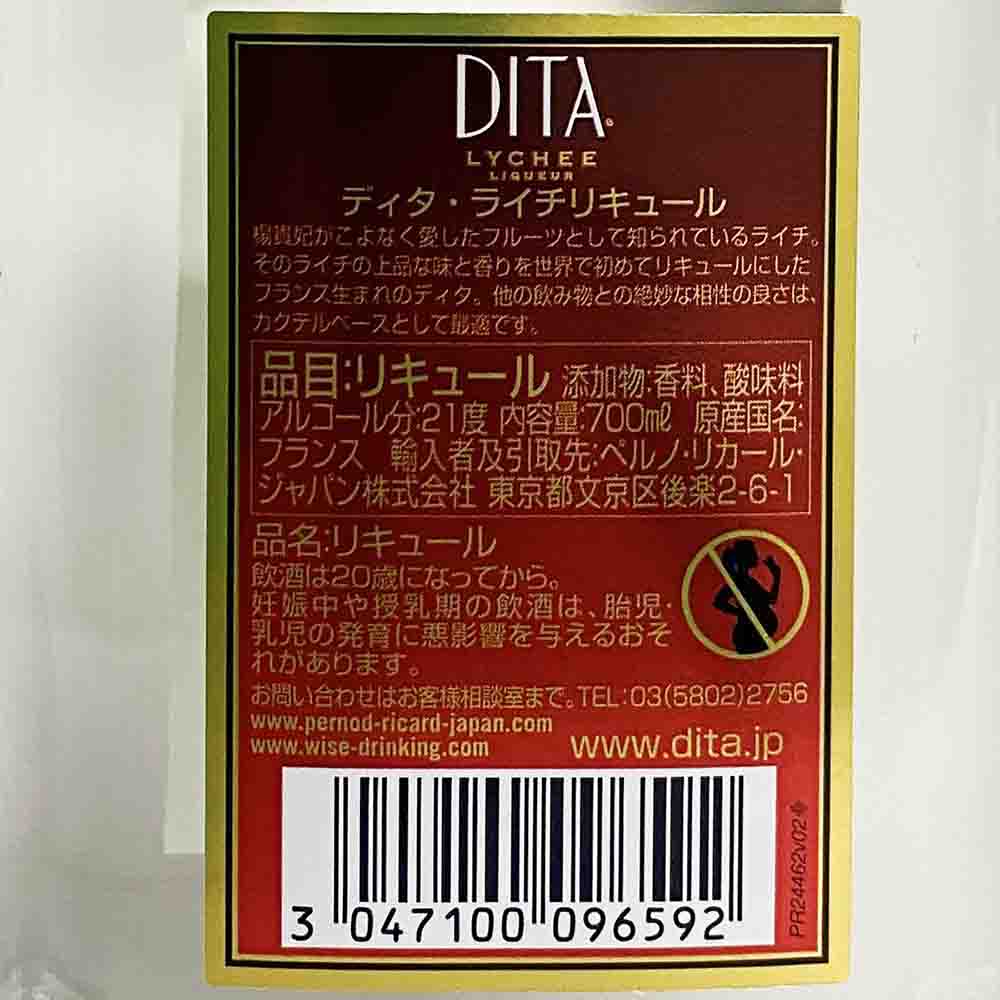 DITA®
LYCHEE
LIQUEUR
ディタ・ライチリキュール
楊貴妃がこよなく愛したフルーツとして知られているライチ。
そのライチの上品な味と香りを世界で初めてリキュールにした
フランス生まれのディタ。他の飲み物との絶妙な相性の良さは、
カクテルベースとして最適です。
品目:リキュール 添加物:香料、酸味料
アルコール分:21度 内容量:700㎖ 原産国名:
フランス 輸入者及引取先:ペルノ・リカール・
ジャパン株式会社 東京都文京区後楽2-6-1
品名:リキュール
飲酒は20歳になってから。
妊娠中や授乳期の飲酒は、胎児・
乳児の発育に悪影響を与えるおそ
れがあります。
お問い合わせはお客様相談室まで。TEL:03(5802)2756
www.pernod-ricard-japan.com
www.wise-drinking.com www.dita.jp
3 047100 096592
PR24462v02